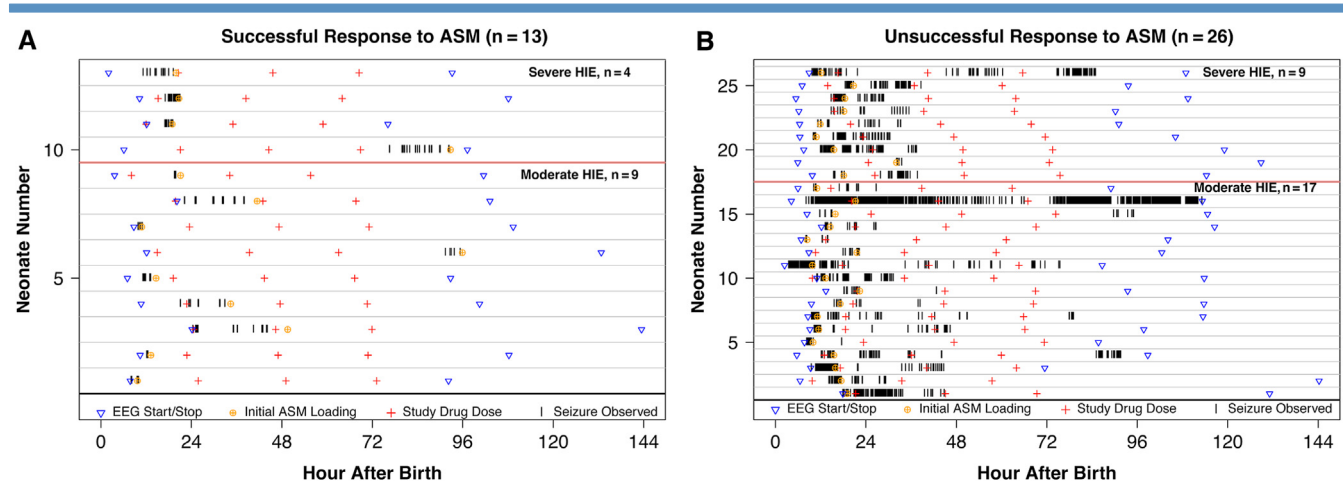 A
Successful Response to ASM (n = 13)
Severe HIE, n = 4
10
Moderate HIE, n = 9
5
Neonate Number
EEG Start/Stop
Initial ASM Loading
Study Drug Dose
Seizure Observed
0 24 48 72 96 120 144
Hour After Birth
B
Unsuccessful Response to ASM (n = 26)
Severe HIE, n = 9
25
20
Moderate HIE, n = 17
15
10
5
Neonate Number
EEG Start/Stop
Initial ASM Loading
Study Drug Dose
Seizure Observed
0 24 48 72 96 120 144
Hour After Birth